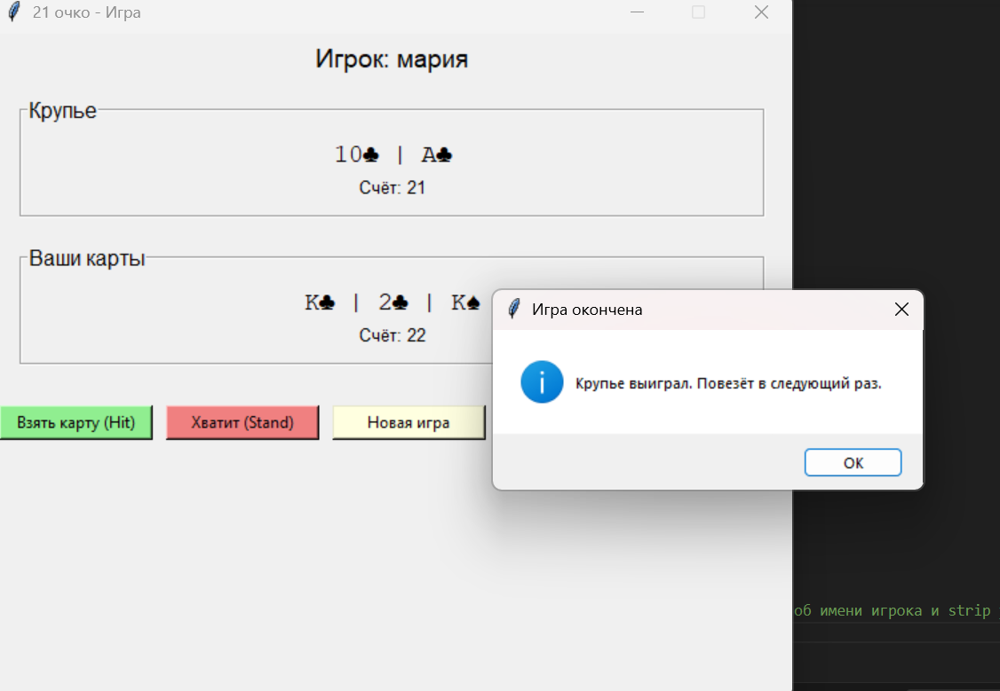 21 очко - Игра
Игрок: мария
Крупье
10♣ | A♣
Счёт: 21
Ваши карты
K♣ | 2♣ | K♠
Счёт: 22
Взять карту (Hit)
Хватит (Stand)
Новая игра
Игра окончена
Крупье выиграл. Повезёт в следующий раз.
ОК
об имени игрока и strip